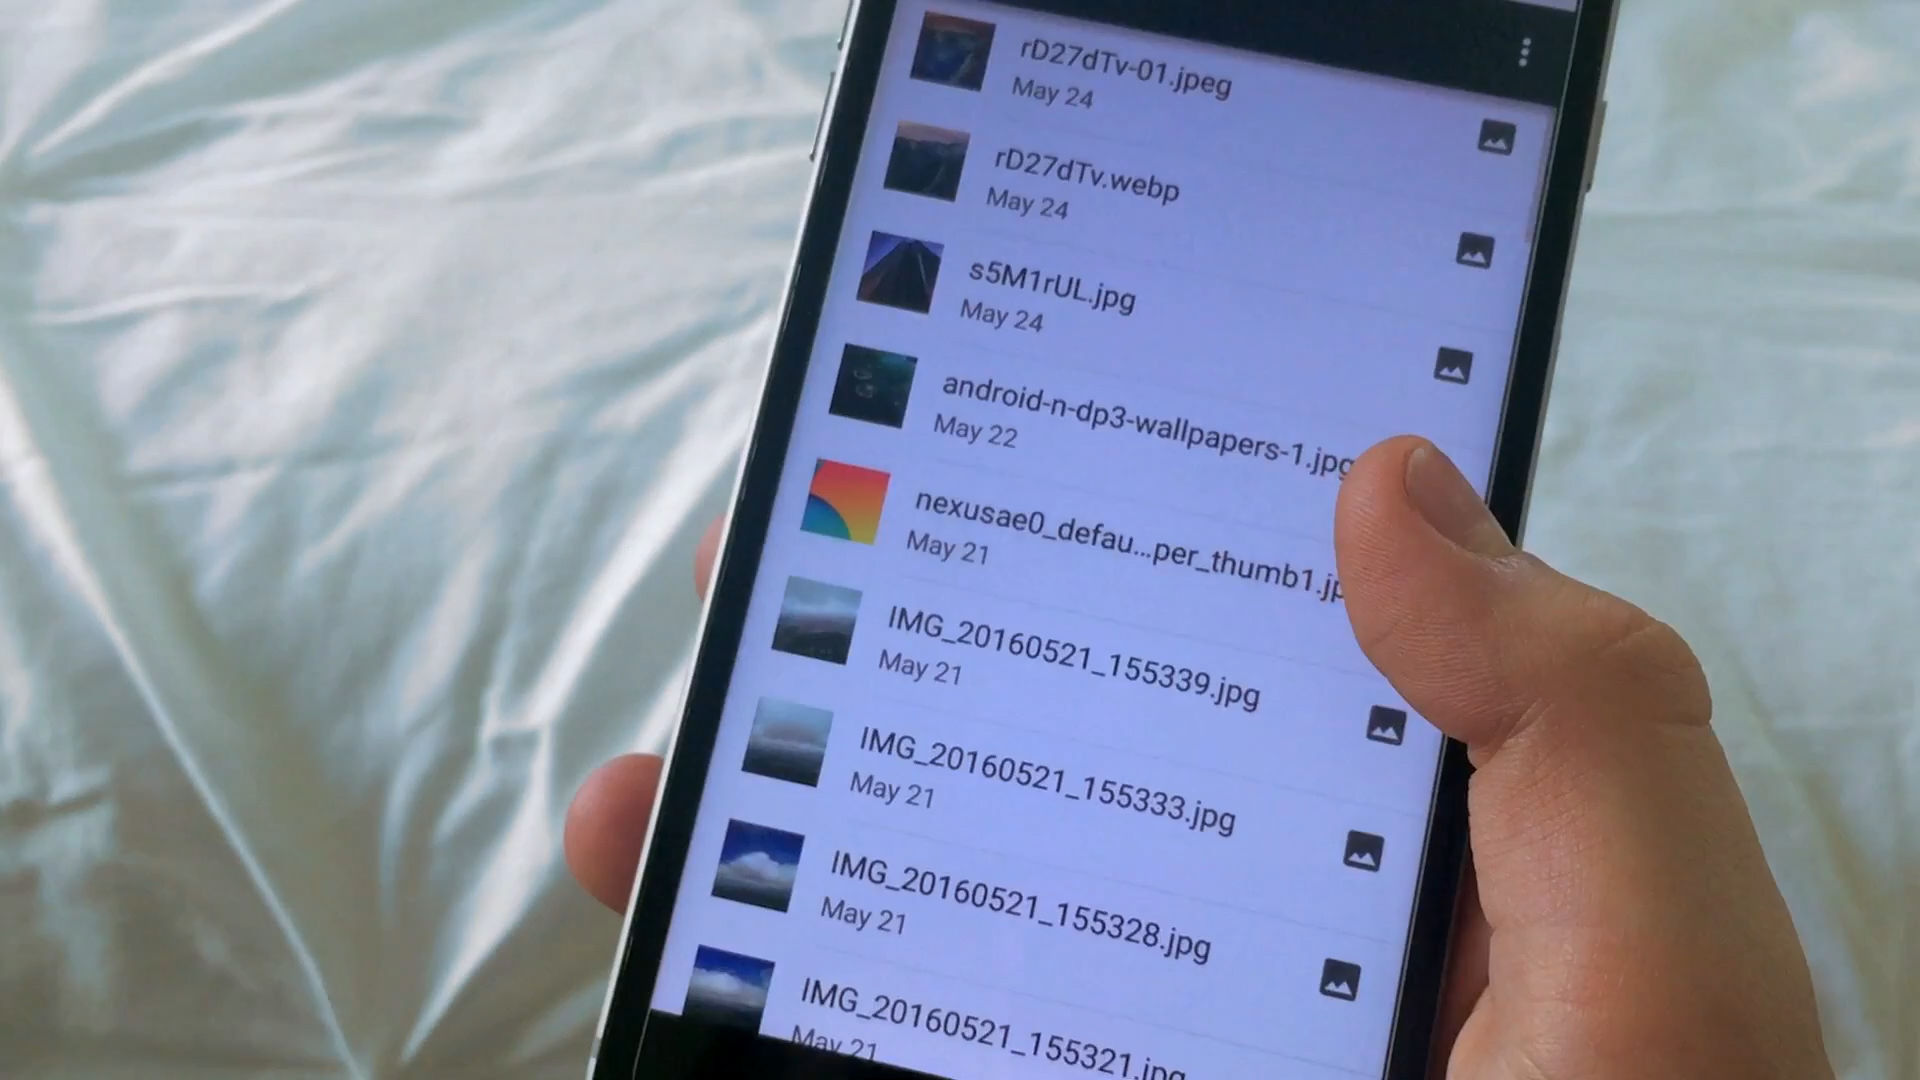 rD27dTv-01.jpeg
May 24
rD27dTv.webp
May 24
s5M1rUL.jpg
May 24
android-n-dp3-wallpapers-1.jpg
May 22
nexusae0_defau...per_thumb1.jp
May 21
IMG_20160521_155339.jpg
May 21
IMG_20160521_155333.jpg
May 21
IMG_20160521_155328.jpg
May 21
IMG_20160521_155321.jpg
May 21